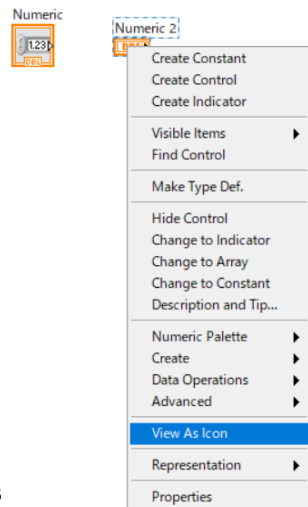 Numeric
1.23
DBL
Numeric 2
DBL
Create Constant
Create Control
Create Indicator
Visible Items
Find Control
Make Type Def.
Hide Control
Change to Indicator
Change to Array
Change to Constant
Description and Tip...
Numeric Palette
Create
Data Operations
Advanced
View As Icon
Representation
Properties